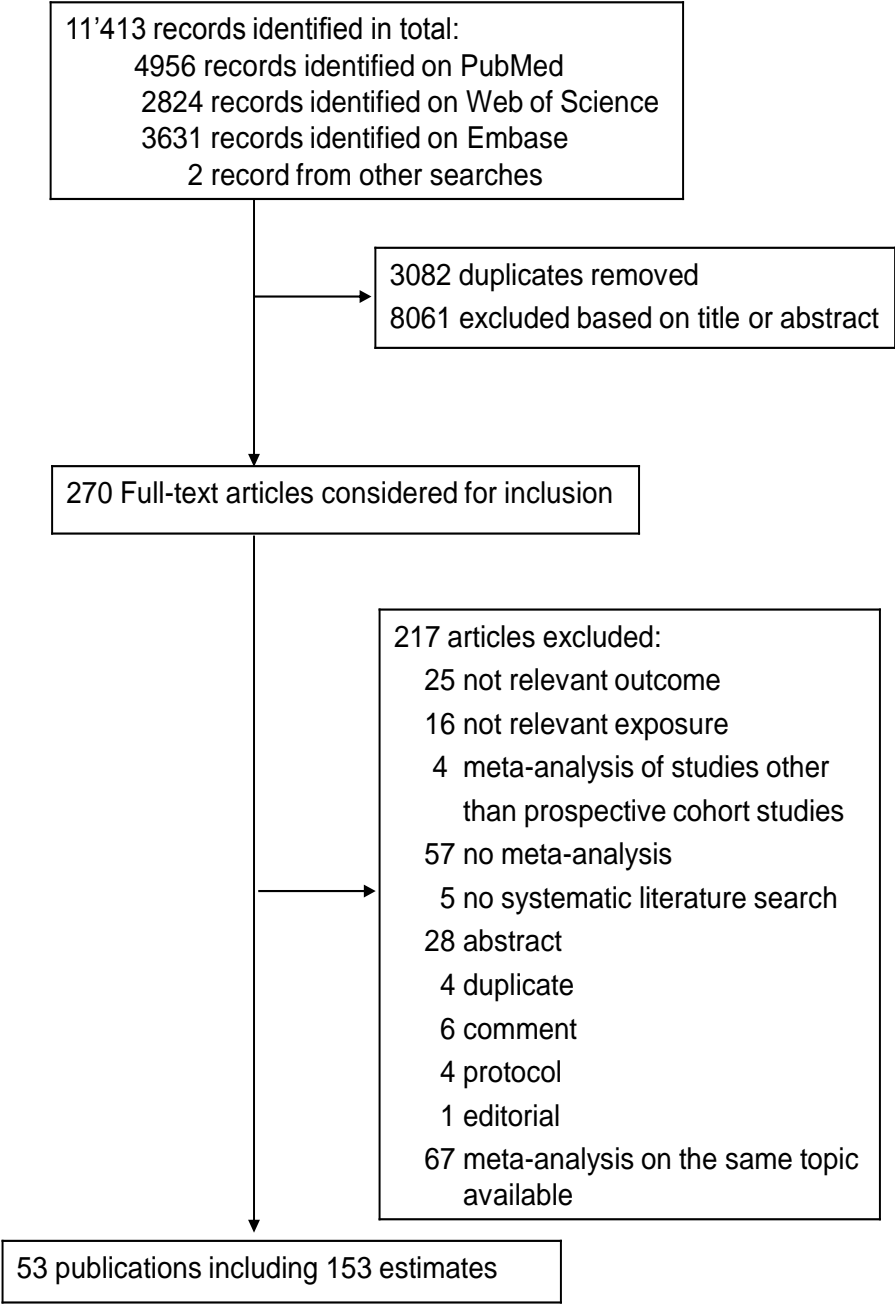 11'413 records identified in total:
4956 records identified on PubMed
2824 records identified on Web of Science
3631 records identified on Embase
2 record from other searches
3082 duplicates removed
8061 excluded based on title or abstract
270 Full-text articles considered for inclusion
217 articles excluded:
25 not relevant outcome
16 not relevant exposure
4 meta-analysis of studies other
than prospective cohort studies
57 no meta-analysis
5 no systematic literature search
28 abstract
4 duplicate
6 comment
4 protocol
1 editorial
67 meta-analysis on the same topic
available
53 publications including 153 estimates